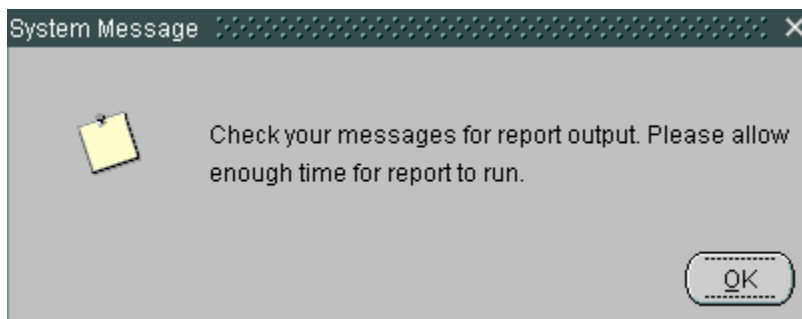 System Message
Check your messages for report output. Please allow
enough time for report to run.
OK